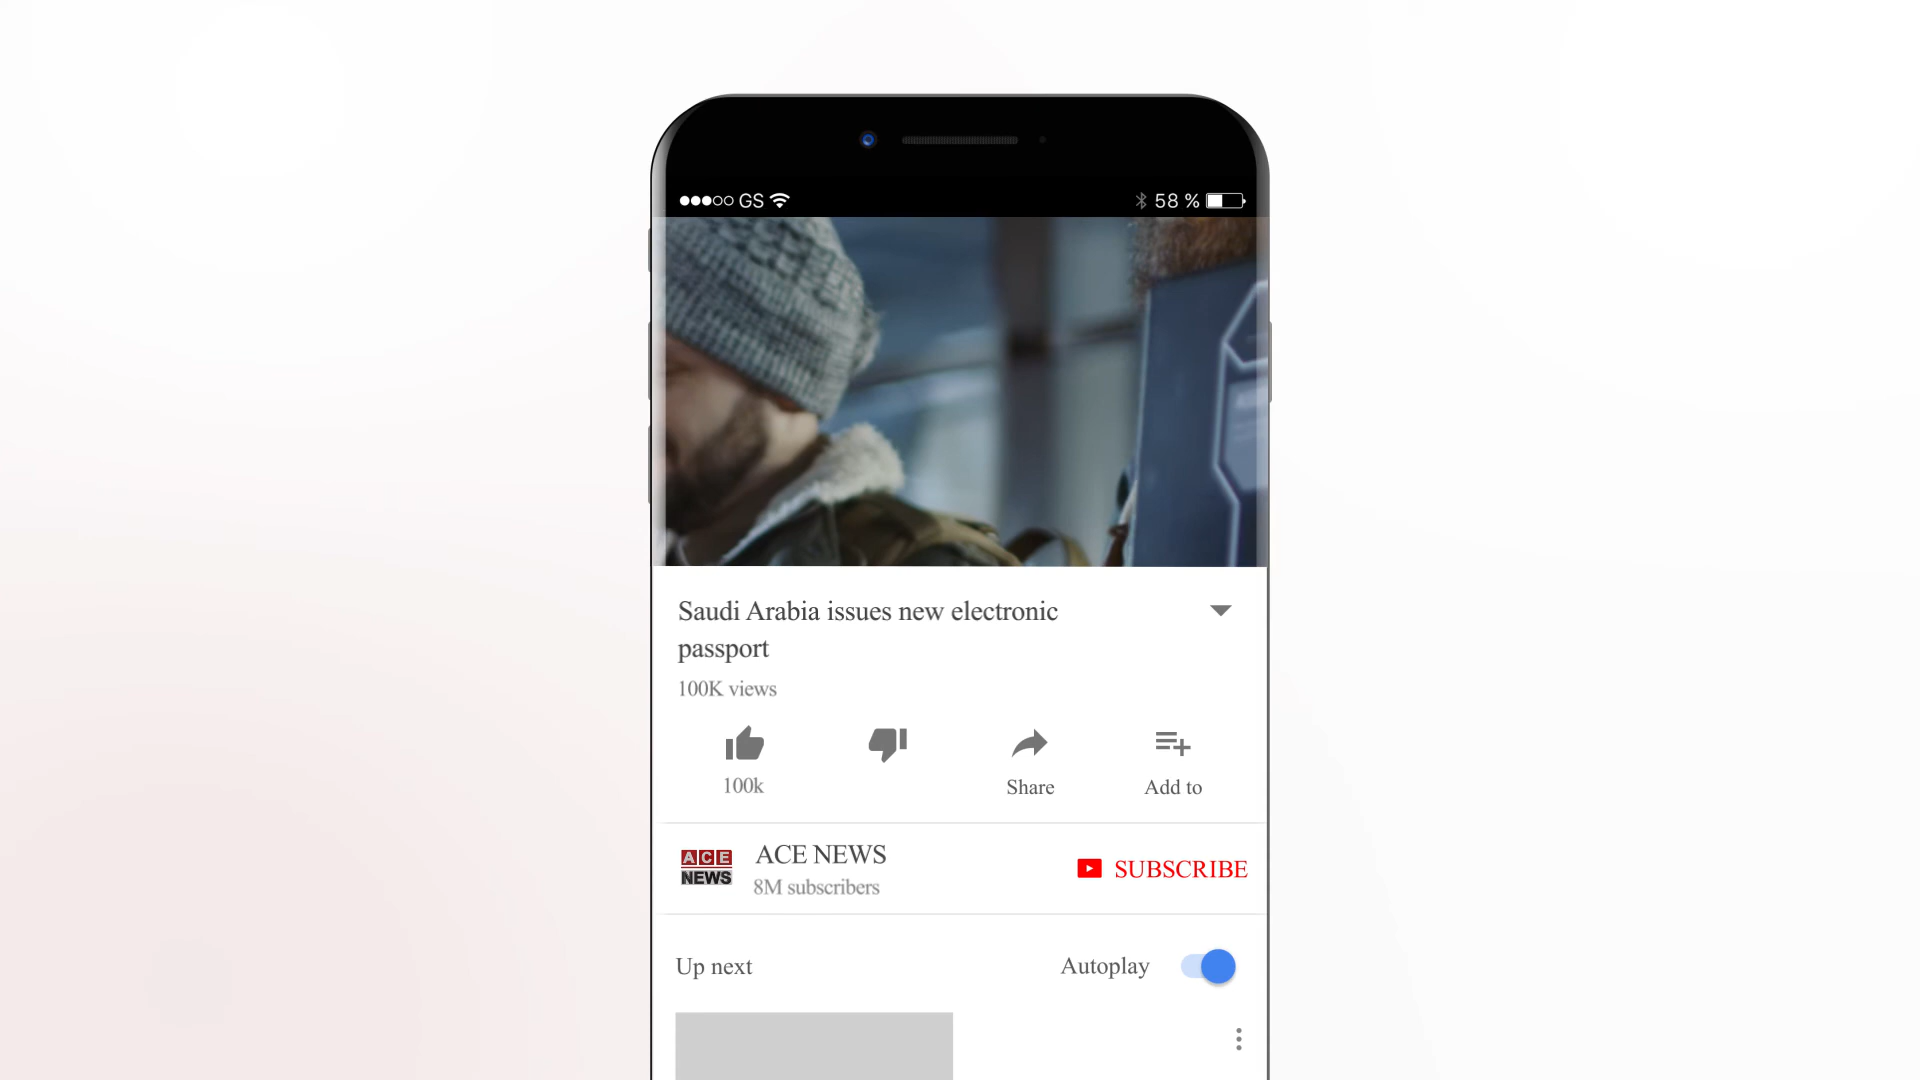 GS
58 %
Saudi Arabia issues new electronic
passport
100K views
100k
Share
Add to
ACE
NEWS
ACE NEWS
8M subscribers
SUBSCRIBE
Up next
Autoplay